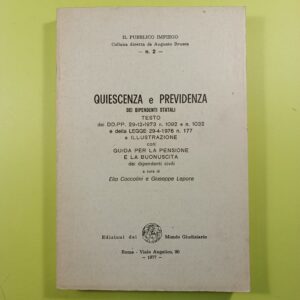 IL PUBBLICO IMPIEGO
Collana diretta da Augusto Brusca
— N. 2 —
QUIESCENZA e PREVIDENZA
DEI DIPENDENTI STATALI
TESTO
dei DD.PP. 29-12-1973 n. 1092 e n. 1032
e della LEGGE 29-4-1976 n. 177
e ILLUSTRAZIONE
con
GUIDA PER LA PENSIONE
E LA BUONUSCITA
dei dipendenti civili
a cura di
Elio Coccolini e Giuseppe Lepore
Edizioni del Mondo Giudiziario
Roma - Viale Angelico, 90
— 1977 —